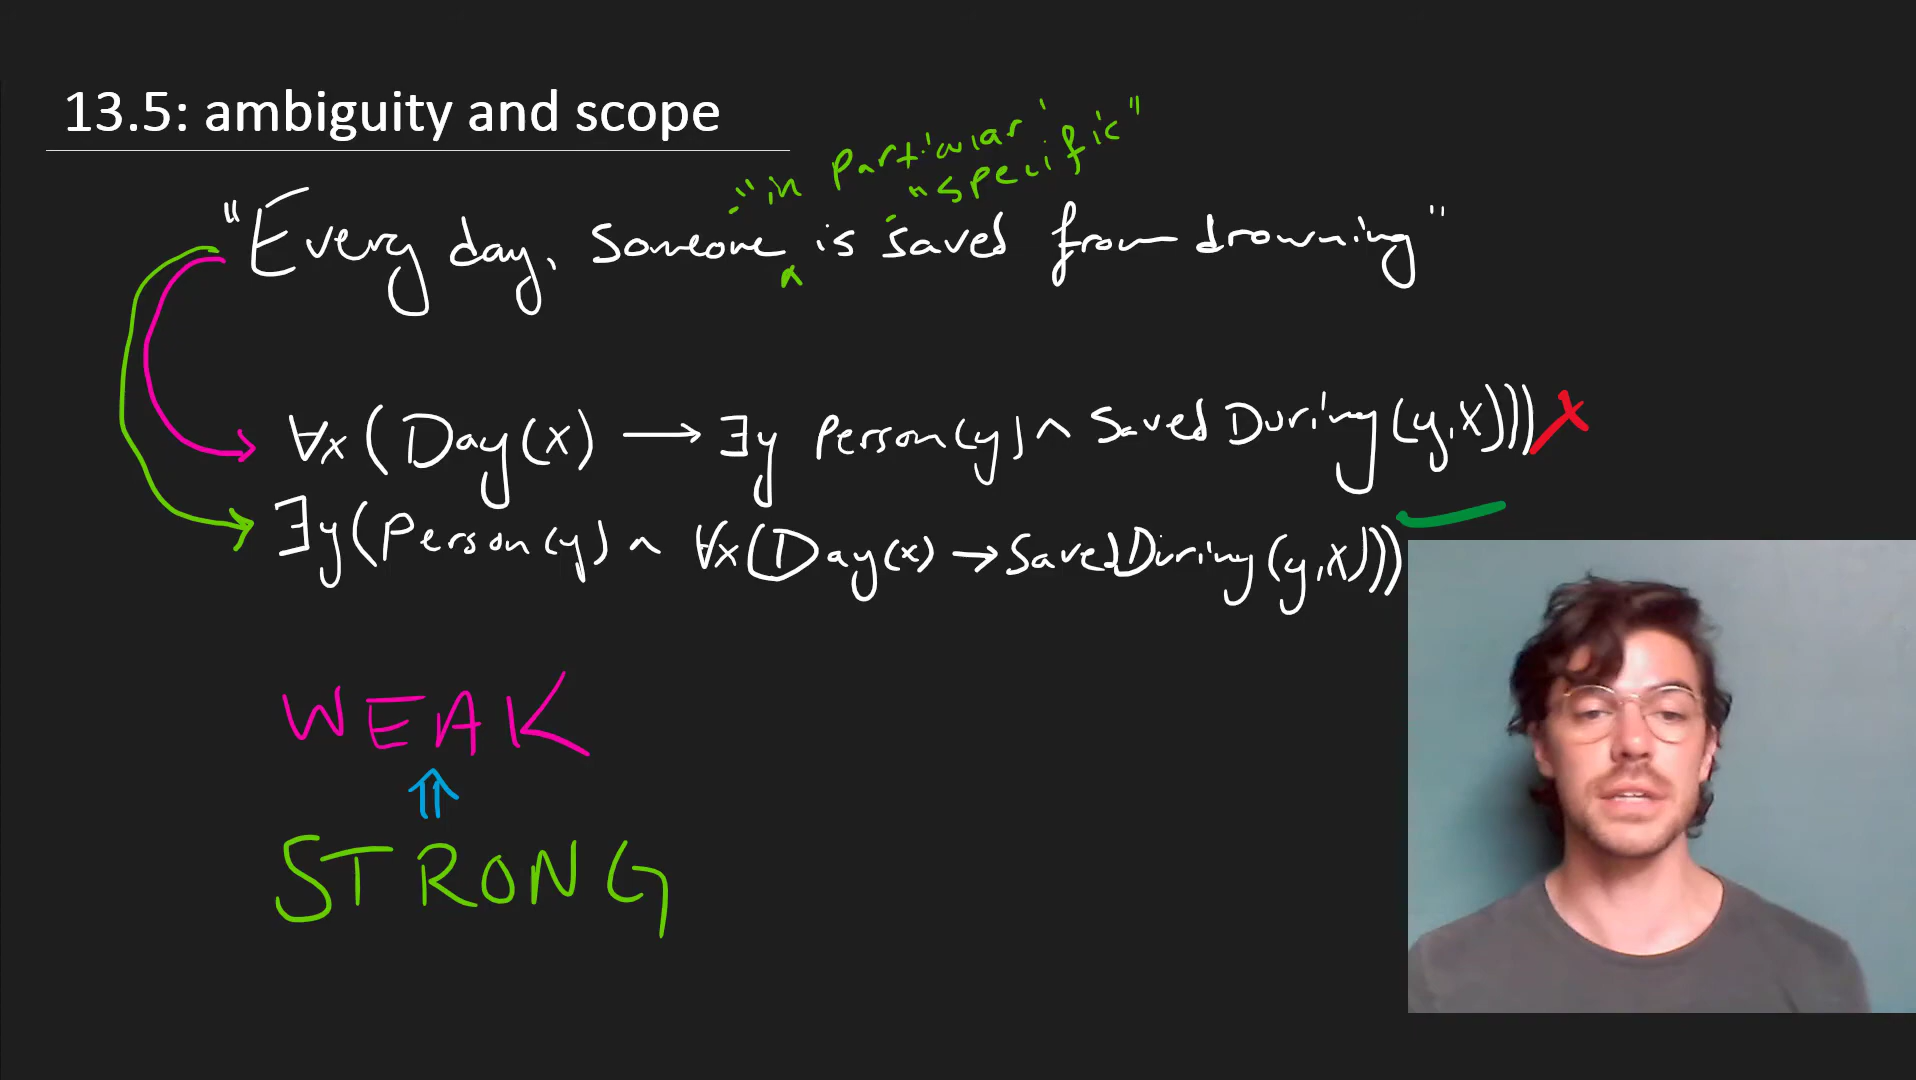 13.5: ambiguity and scope
"in particular"
"specific"
"Every day, someone ^ is saved from drowning"
∀x (Day(x) → ∃y Person(y) ∧ SavedDuring(y,x)))
∃y(Person(y) ∧ ∀x(Day(x) → SavedDuring(y,x)))
WEAK
⇑
STRONG